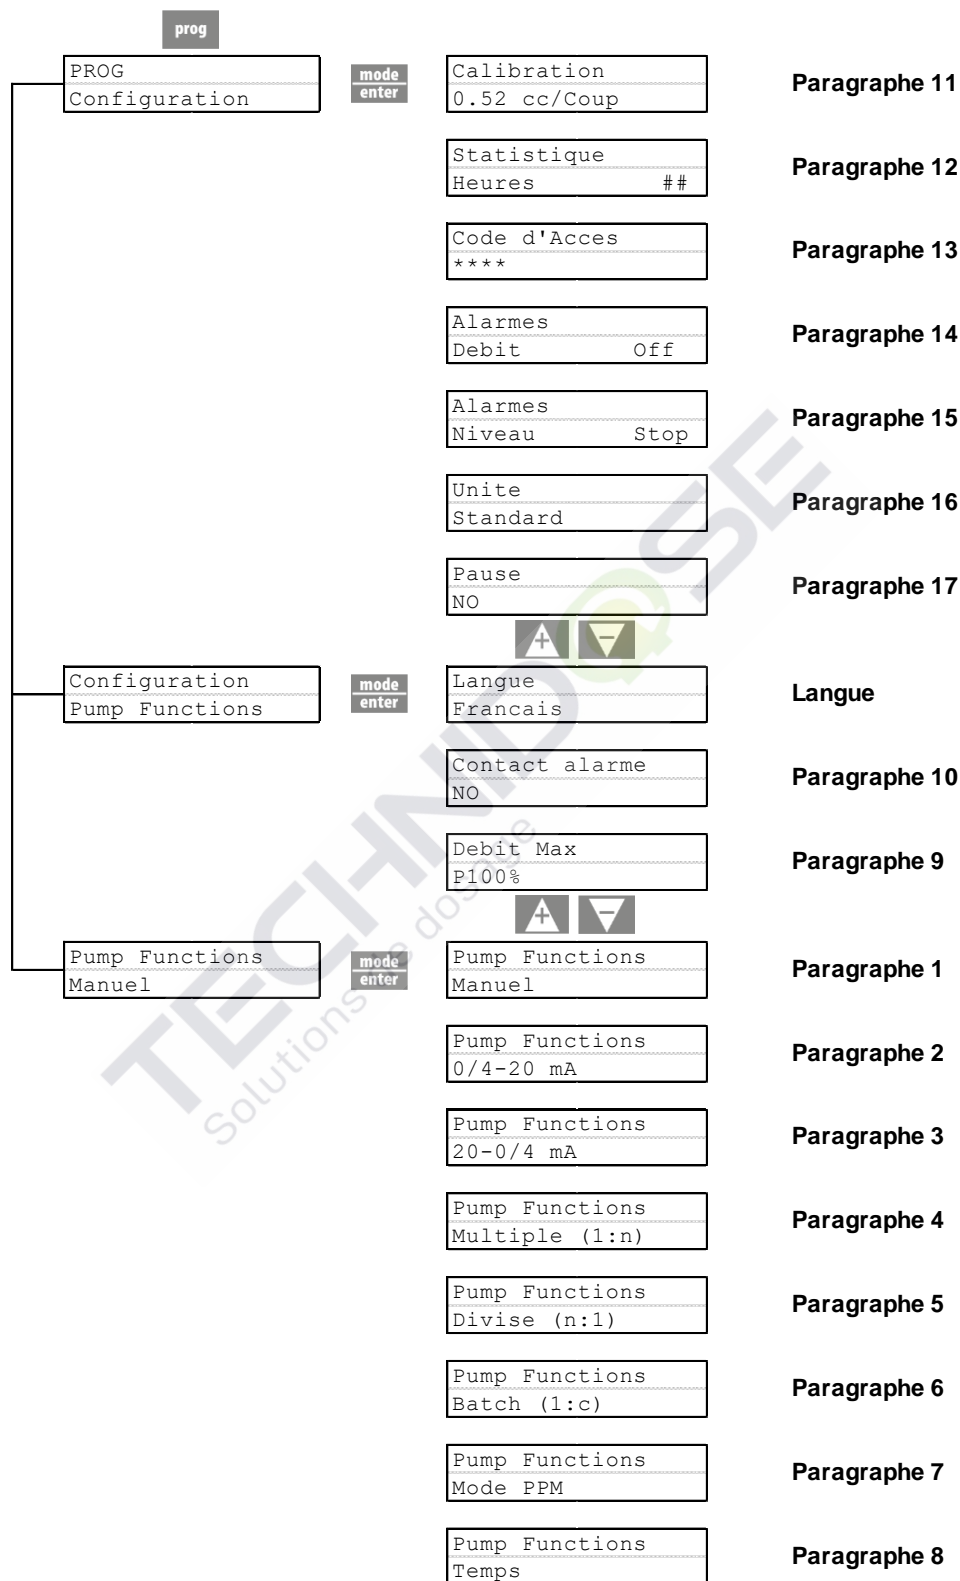 prog
PROG
Configuration
mode
enter
Calibration
0.52 cc/Coup
Paragraphe 11
Statistique
Heures ##
Paragraphe 12
Code d'Acces
****
Paragraphe 13
Alarmes
Debit Off
Paragraphe 14
Alarmes
Niveau Stop
Paragraphe 15
Unite
Standard
Paragraphe 16
Pause
NO
Paragraphe 17
+ −
Configuration
Pump Functions
mode
enter
Langue
Francais
Langue
Contact alarme
NO
Paragraphe 10
Debit Max
P100%
Paragraphe 9
+ −
Pump Functions
Manuel
mode
enter
Pump Functions
Manuel
Paragraphe 1
Pump Functions
0/4-20 mA
Paragraphe 2
Pump Functions
20-0/4 mA
Paragraphe 3
Pump Functions
Multiple (1:n)
Paragraphe 4
Pump Functions
Divise (n:1)
Paragraphe 5
Pump Functions
Batch (1:c)
Paragraphe 6
Pump Functions
Mode PPM
Paragraphe 7
Pump Functions
Temps
Paragraphe 8
TECHNIDOSE
Solutions de dosage